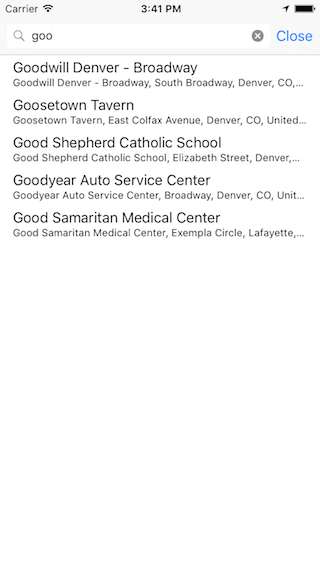 Carrier 3:41 PM
goo Close
Goodwill Denver - Broadway
Goodwill Denver - Broadway, South Broadway, Denver, CO,...
Goosetown Tavern
Goosetown Tavern, East Colfax Avenue, Denver, CO, United...
Good Shepherd Catholic School
Good Shepherd Catholic School, Elizabeth Street, Denver,...
Goodyear Auto Service Center
Goodyear Auto Service Center, Broadway, Denver, CO, Unit...
Good Samaritan Medical Center
Good Samaritan Medical Center, Exempla Circle, Lafayette,...